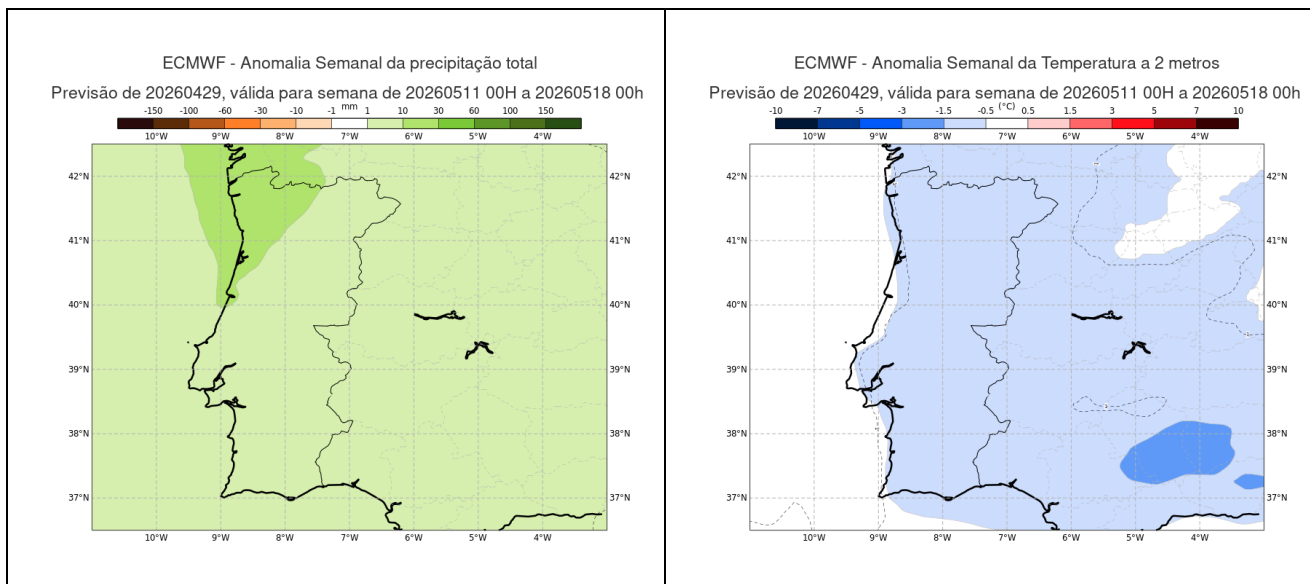 ECMWF - Anomalia Semanal da precipitação total
Previsão de 20260429, válida para semana de 20260511 00H a 20260518 00h
-150 -100 -60 -30 -10 -1 mm 1 10 30 60 100 150
10°W 9°W 8°W 7°W 6°W 5°W 4°W
42°N 42°N
41°N 41°N
40°N 40°N
39°N 39°N
38°N 38°N
37°N 37°N
10°W 9°W 8°W 7°W 6°W 5°W 4°W
ECMWF - Anomalia Semanal da Temperatura a 2 metros
Previsão de 20260429, válida para semana de 20260511 00H a 20260518 00h
-10 -7 -5 -3 -1.5 -0.5 (°C) 0.5 1.5 3 5 7 10
10°W 9°W 8°W 7°W 6°W 5°W 4°W
42°N 42°N
41°N 41°N
40°N 40°N
39°N 39°N
38°N 38°N
37°N 37°N
10°W 9°W 8°W 7°W 6°W 5°W 4°W